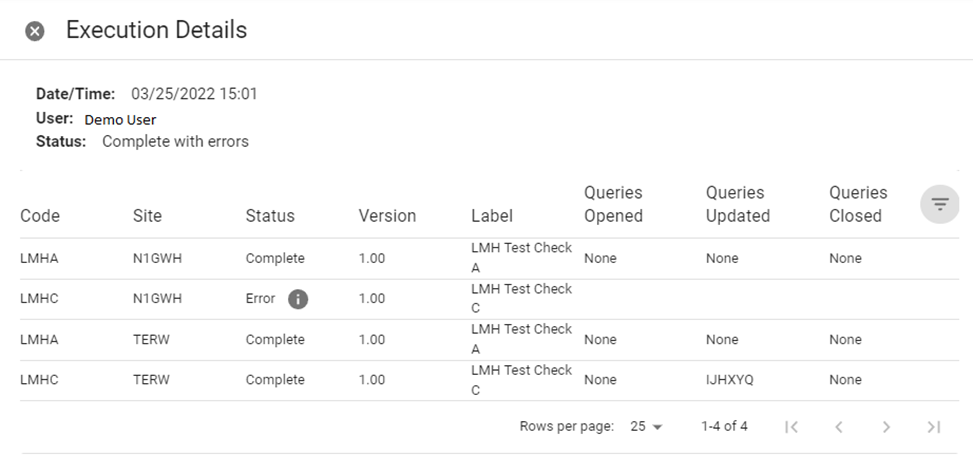 Execution Details
Date/Time: 03/25/2022 15:01
User: Demo User
Status: Complete with errors
Code Site Status Version Label Queries Opened Queries Updated Queries Closed
LMHA N1GWH Complete 1.00 LMH Test Check A None None None
LMHC N1GWH Error 1.00 LMH Test Check C
LMHA TERW Complete 1.00 LMH Test Check A None None None
LMHC TERW Complete 1.00 LMH Test Check C None IJHXYQ None
Rows per page: 25 1-4 of 4